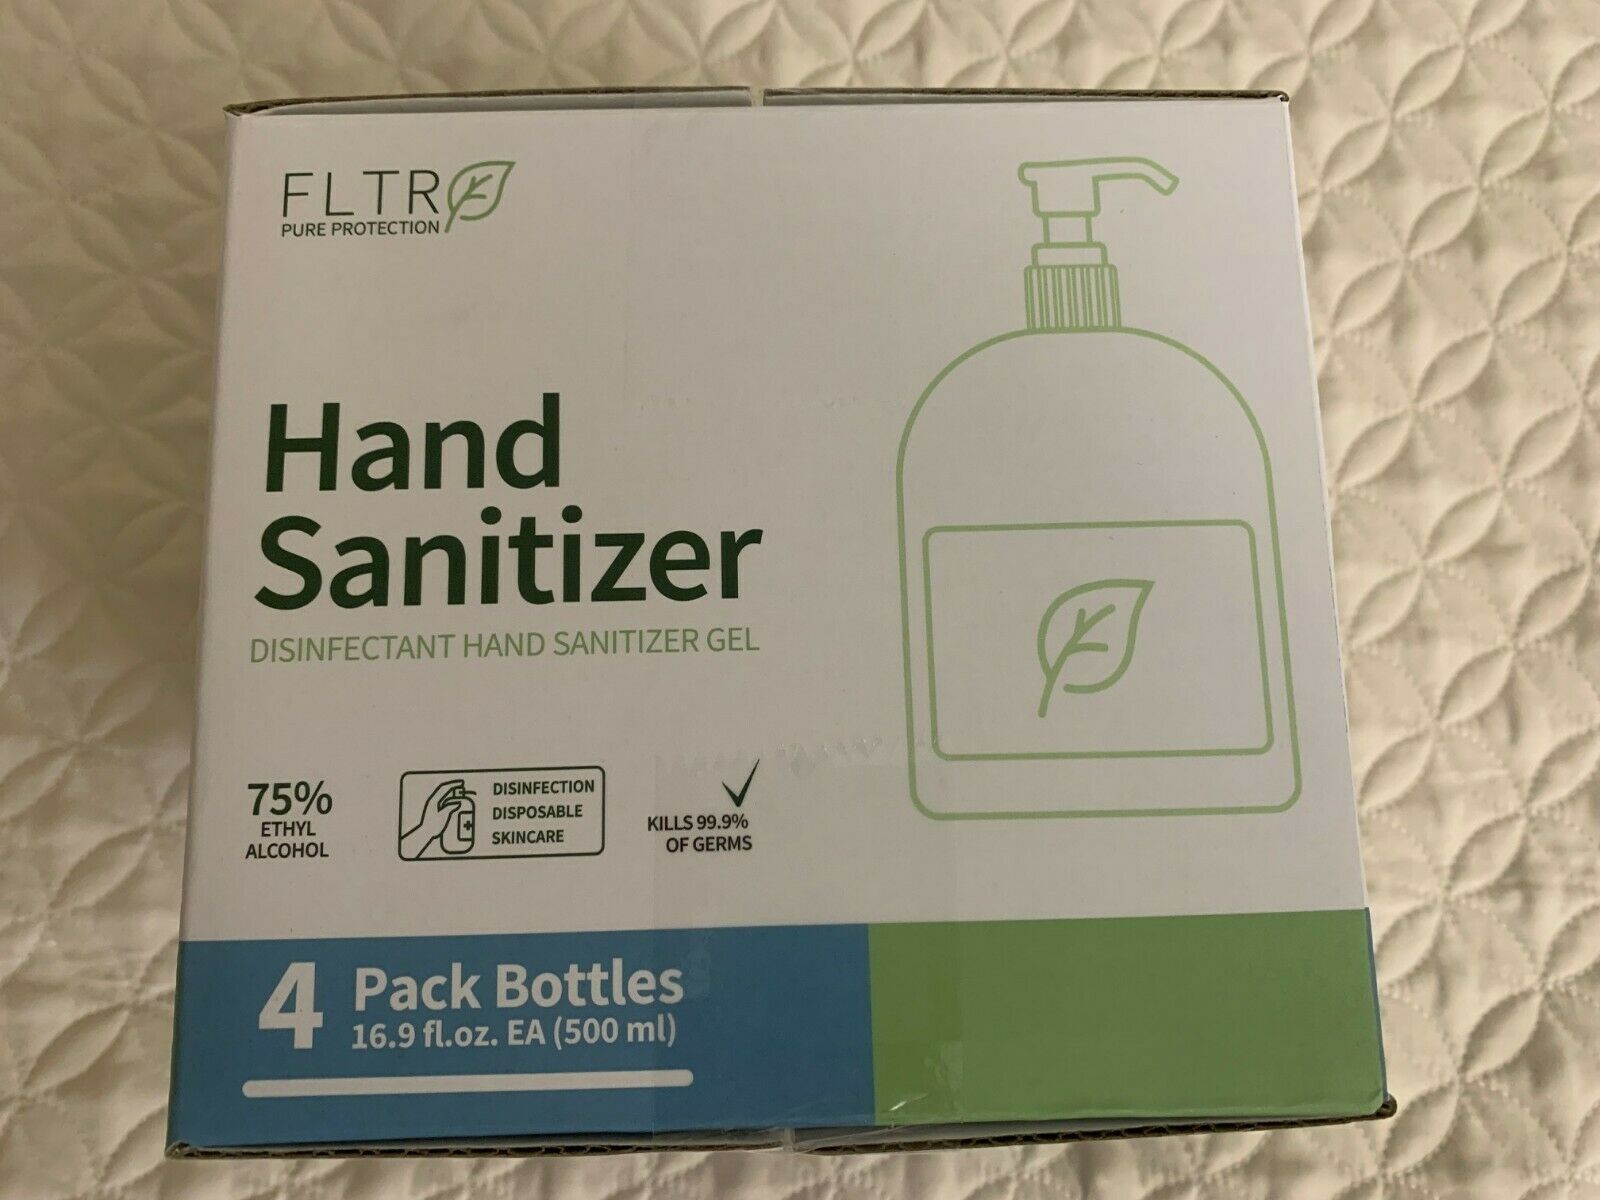 FLTR
PURE PROTECTION
Hand
Sanitizer
DISINFECTANT HAND SANITIZER GEL
75%
ETHYL
ALCOHOL
DISINFECTION
DISPOSABLE
SKINCARE
KILLS 99.9%
OF GERMS
4 Pack Bottles
16.9 fl.oz. EA (500 ml)